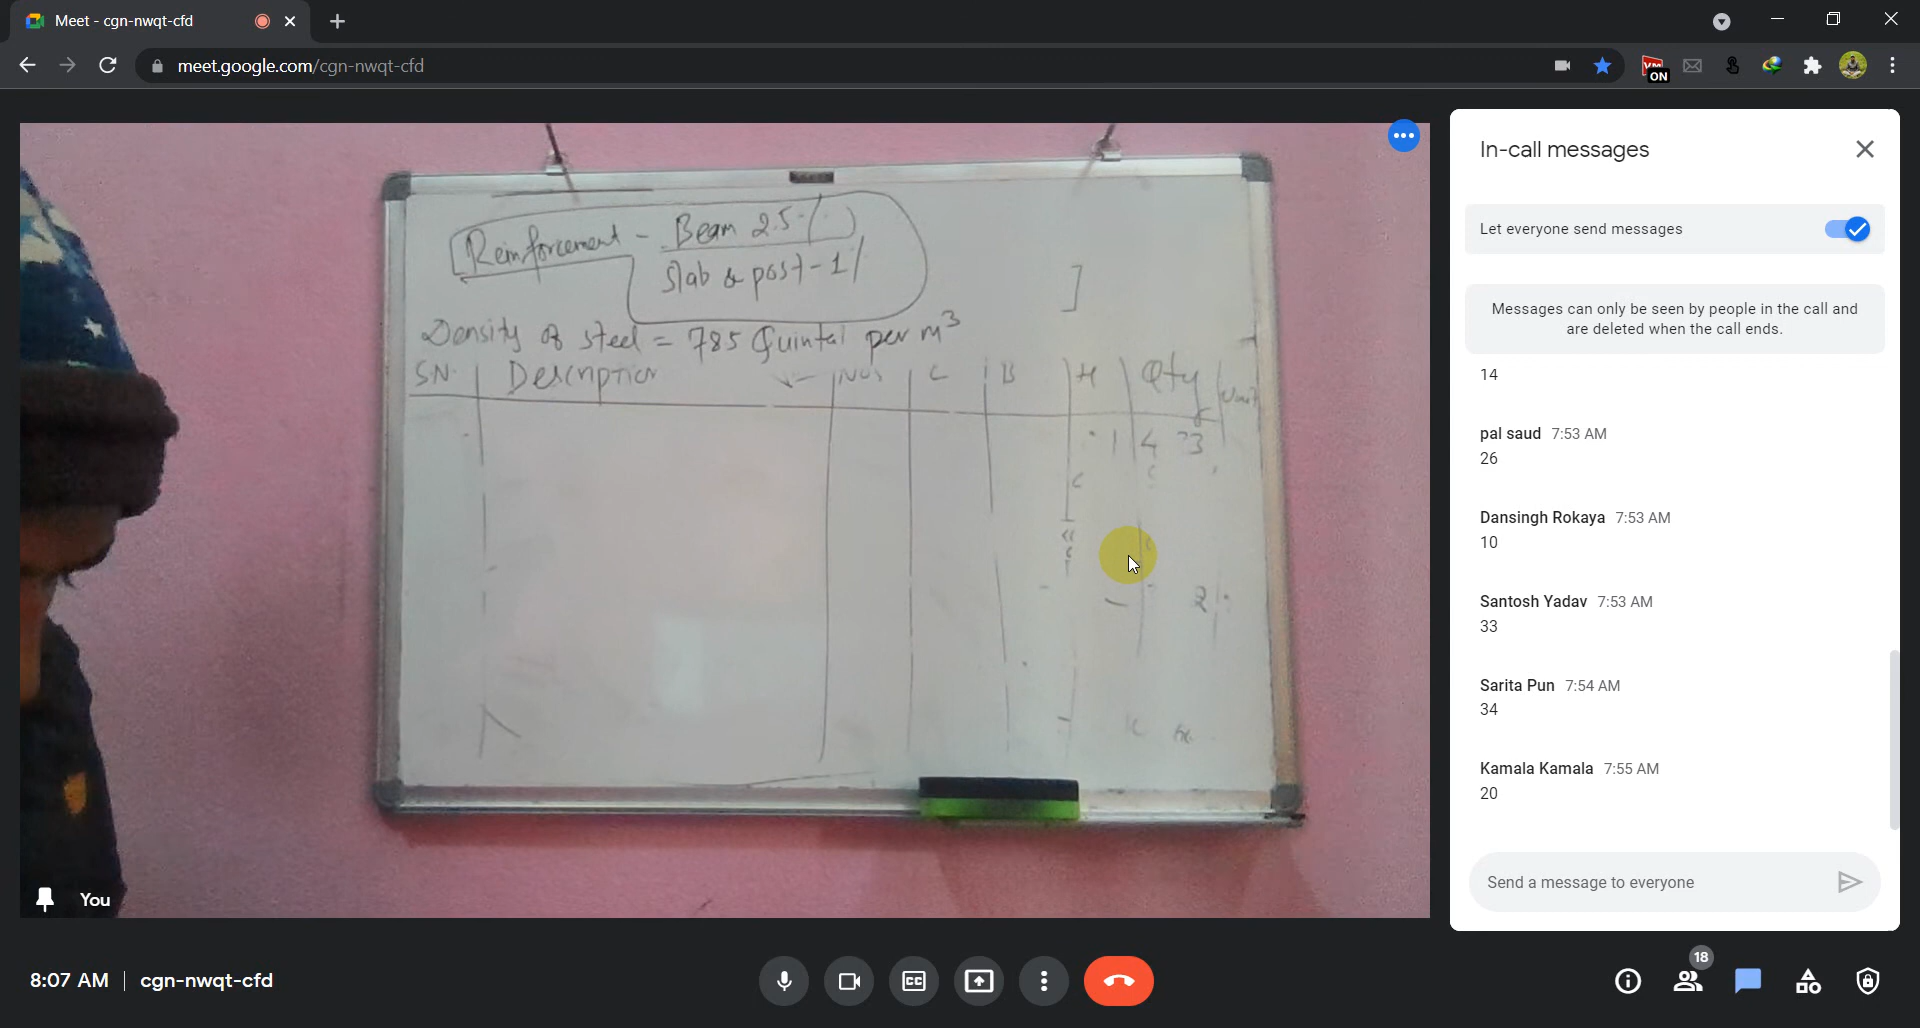 Meet - cgn-nwqt-cfd
meet.google.com/cgn-nwqt-cfd
ON
Reinforcement - Beam 2.5%
Slab & post - 1%
]
Density of steel = 785 Quintal per m³
SN. Description Nos L B H Qty Unit
You
In-call messages
Let everyone send messages
Messages can only be seen by people in the call and
are deleted when the call ends.
14
pal saud 7:53 AM
26
Dansingh Rokaya 7:53 AM
10
Santosh Yadav 7:53 AM
33
Sarita Pun 7:54 AM
34
Kamala Kamala 7:55 AM
20
Send a message to everyone
8:07 AM cgn-nwqt-cfd
CC
18